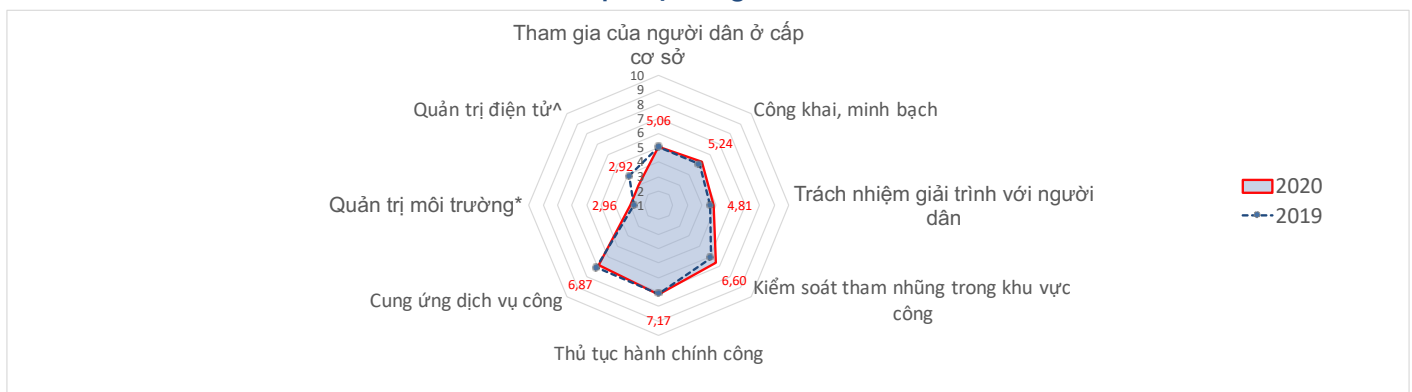 Tham gia của người dân ở cấp
cơ sở
10
9
8
7
6
5
4
3
2
1
5,06
Quản trị điện tử^
Công khai, minh bạch
5,24
2,92
Quản trị môi trường*
2,96
4,81
Trách nhiệm giải trình với người
dân
2020
2019
6,87
6,60
Cung ứng dịch vụ công
Kiểm soát tham nhũng trong khu vực
công
7,17
Thủ tục hành chính công